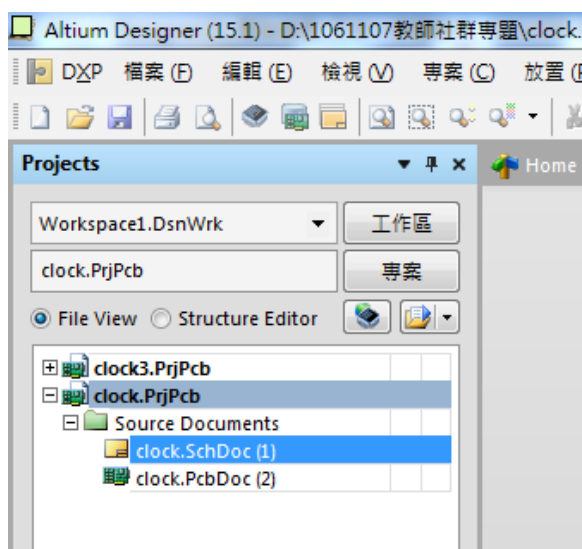 Altium Designer (15.1) - D:\1061107教師社群專題\clock.
DXP 檔案 (F) 編輯 (E) 檢視 (V) 專案 (C) 放置 (P
Projects
Home
Workspace1.DsnWrk 工作區
clock.PrjPcb 專案
File View Structure Editor
clock3.PrjPcb
clock.PrjPcb
Source Documents
clock.SchDoc (1)
clock.PcbDoc (2)